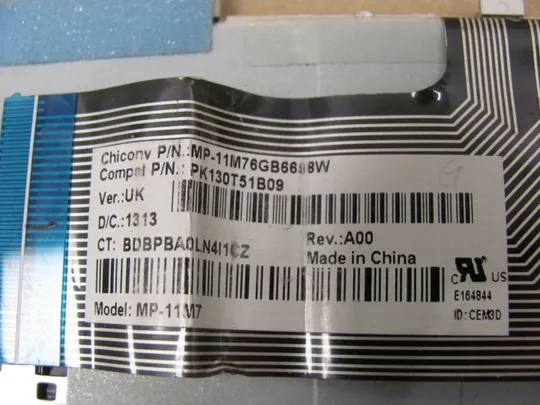 Chicony P/N.:MP-11M76GB6698W
Compal P/N.: PK130T51B09
Ver.:UK
D/C.:1313
Rev.:A00
CT: BDBPBA0LN4I1CZ
Made in China
C US
E164844
Model: MP-11M7
ID:CEM3D